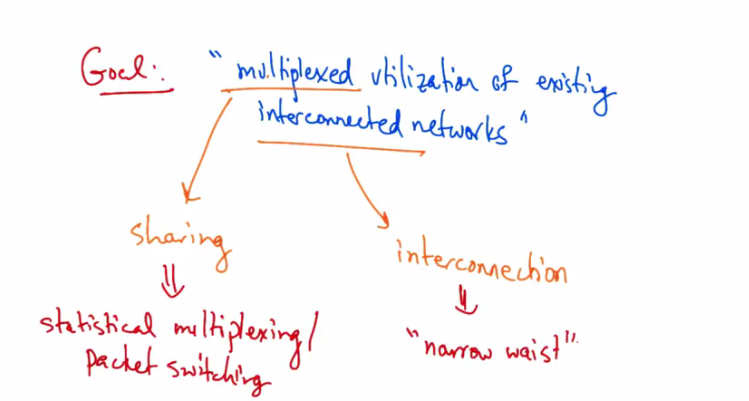 Goal: "multiplexed utilization of existing
interconnected networks"
sharing
interconnection
statistical multiplexing/
packet switching
"narrow waist"